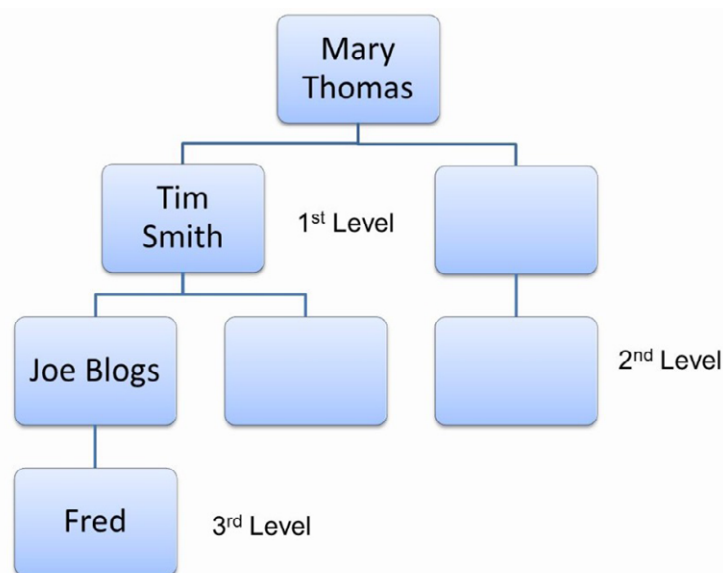 Mary
Thomas
Tim
Smith
1st Level
Joe Blogs
2nd Level
Fred
3rd Level